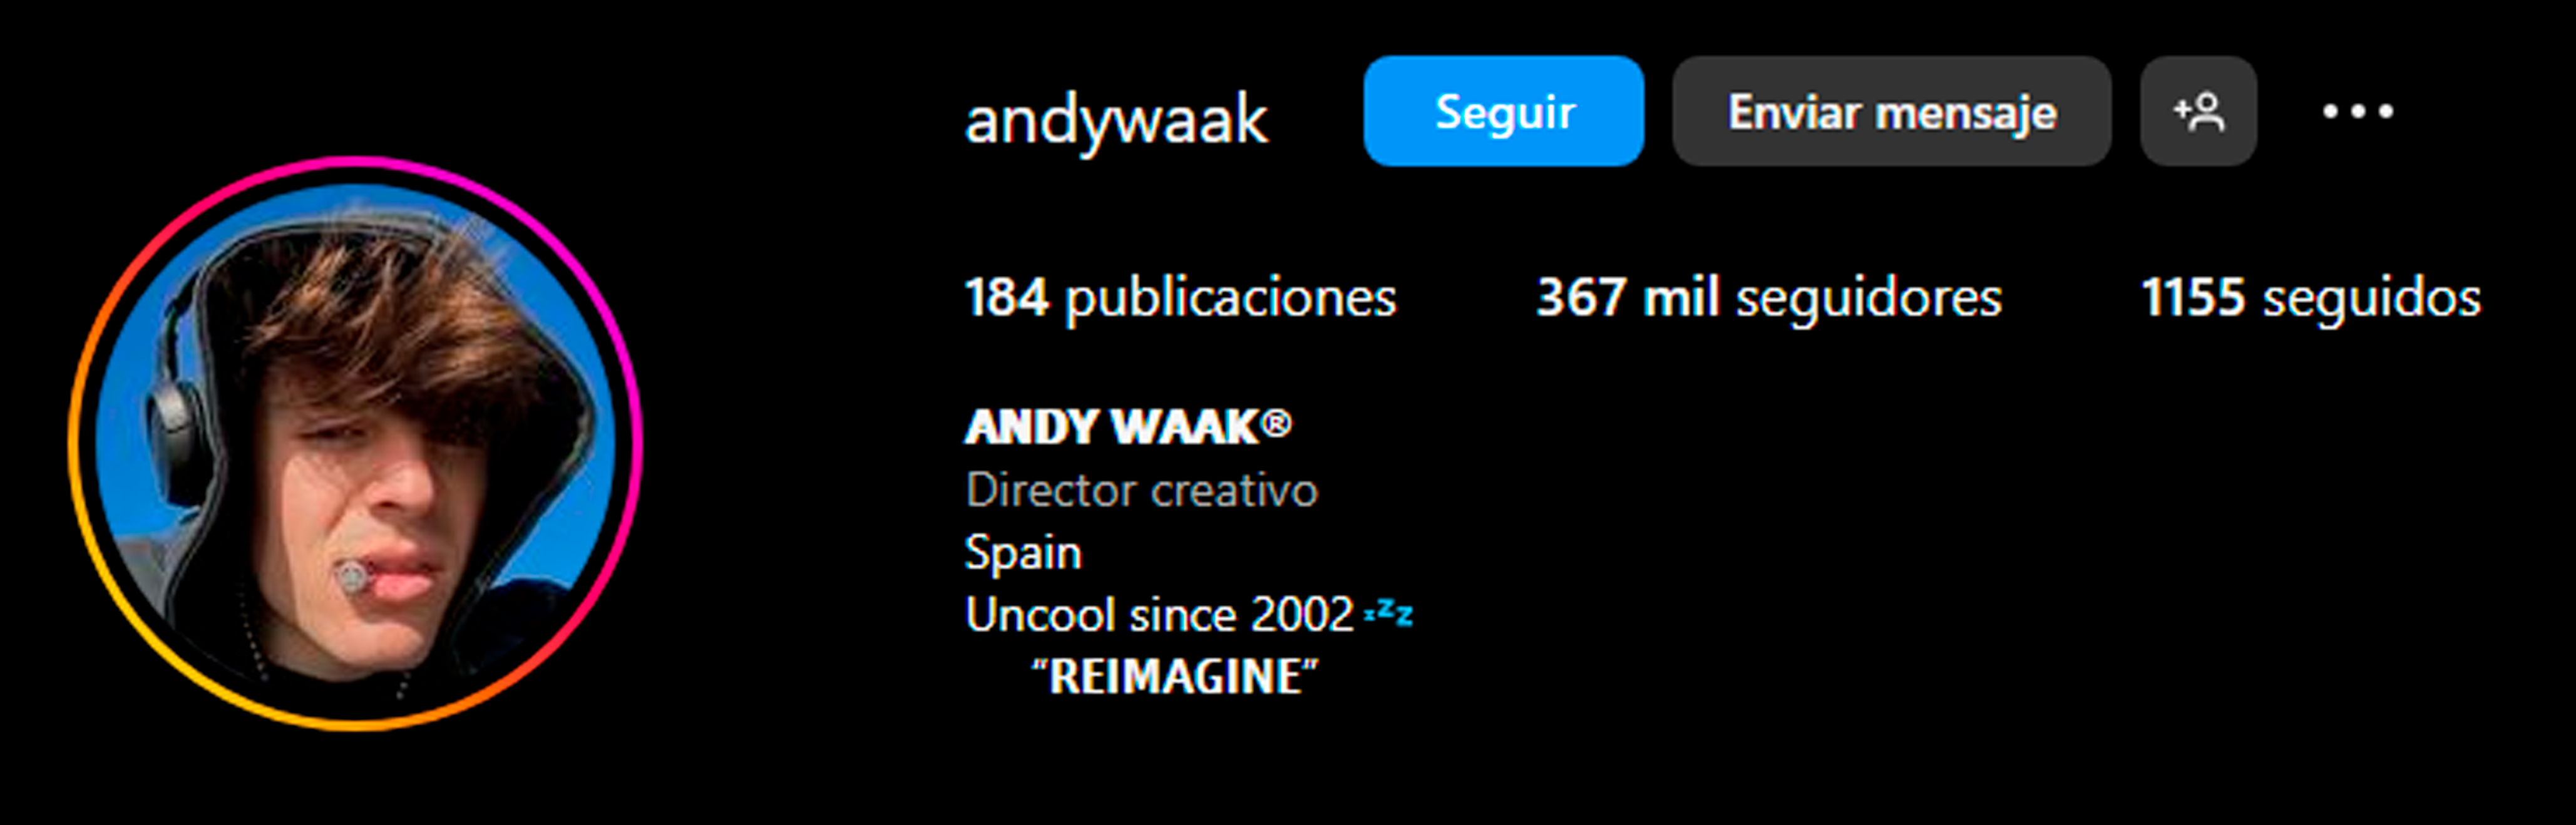 andywaak Seguir Enviar mensaje
184 publicaciones 367 mil seguidores 1155 seguidos
ANDY WAAK®
Director creativo
Spain
Uncool since 2002 💤
“REIMAGINE”